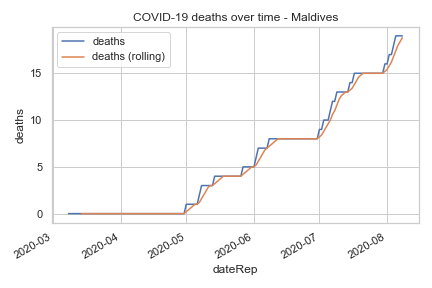 COVID-19 deaths over time - Maldives
deaths
deaths (rolling)
15
10
5
0
deaths
2020-03
2020-04
2020-05
2020-06
2020-07
2020-08
dateRep